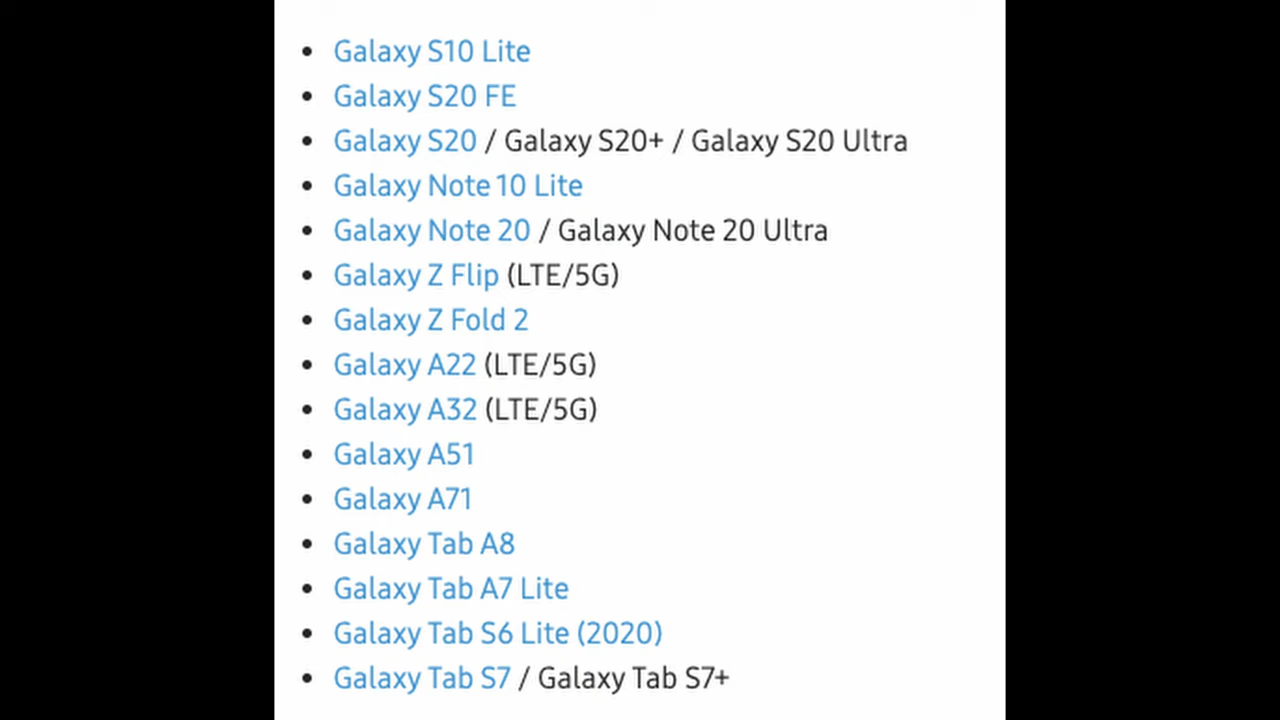 • Galaxy S10 Lite
• Galaxy S20 FE
• Galaxy S20 / Galaxy S20+ / Galaxy S20 Ultra
• Galaxy Note 10 Lite
• Galaxy Note 20 / Galaxy Note 20 Ultra
• Galaxy Z Flip (LTE/5G)
• Galaxy Z Fold 2
• Galaxy A22 (LTE/5G)
• Galaxy A32 (LTE/5G)
• Galaxy A51
• Galaxy A71
• Galaxy Tab A8
• Galaxy Tab A7 Lite
• Galaxy Tab S6 Lite (2020)
• Galaxy Tab S7 / Galaxy Tab S7+